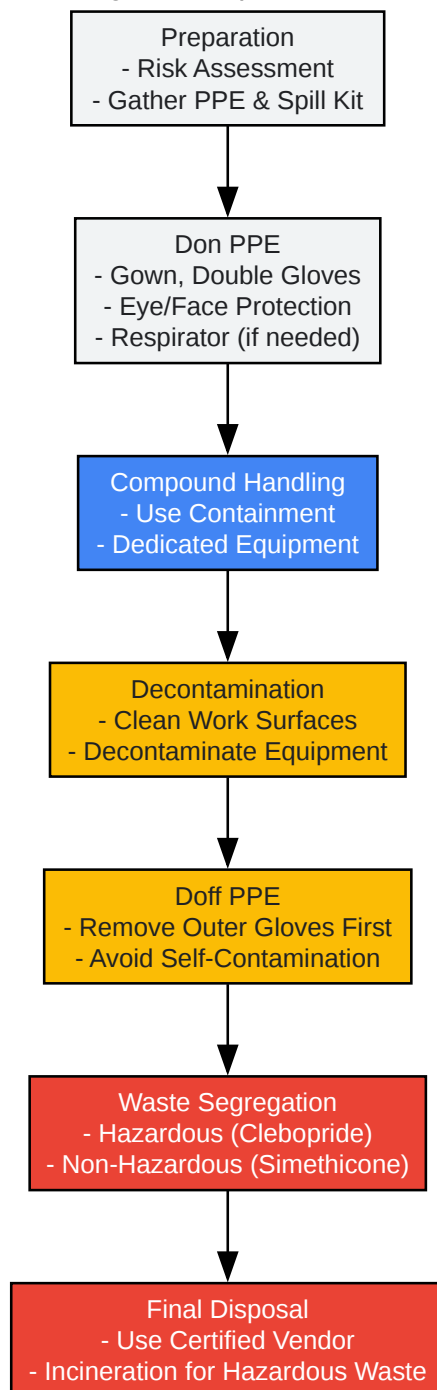 Preparation
- Risk Assessment
- Gather PPE & Spill Kit
Don PPE
- Gown, Double Gloves
- Eye/Face Protection
- Respirator (if needed)
Compound Handling
- Use Containment
- Dedicated Equipment
Decontamination
- Clean Work Surfaces
- Decontaminate Equipment
Doff PPE
- Remove Outer Gloves First
- Avoid Self-Contamination
Waste Segregation
- Hazardous (Clebopride)
- Non-Hazardous (Simethicone)
Final Disposal
- Use Certified Vendor
- Incineration for Hazardous Waste